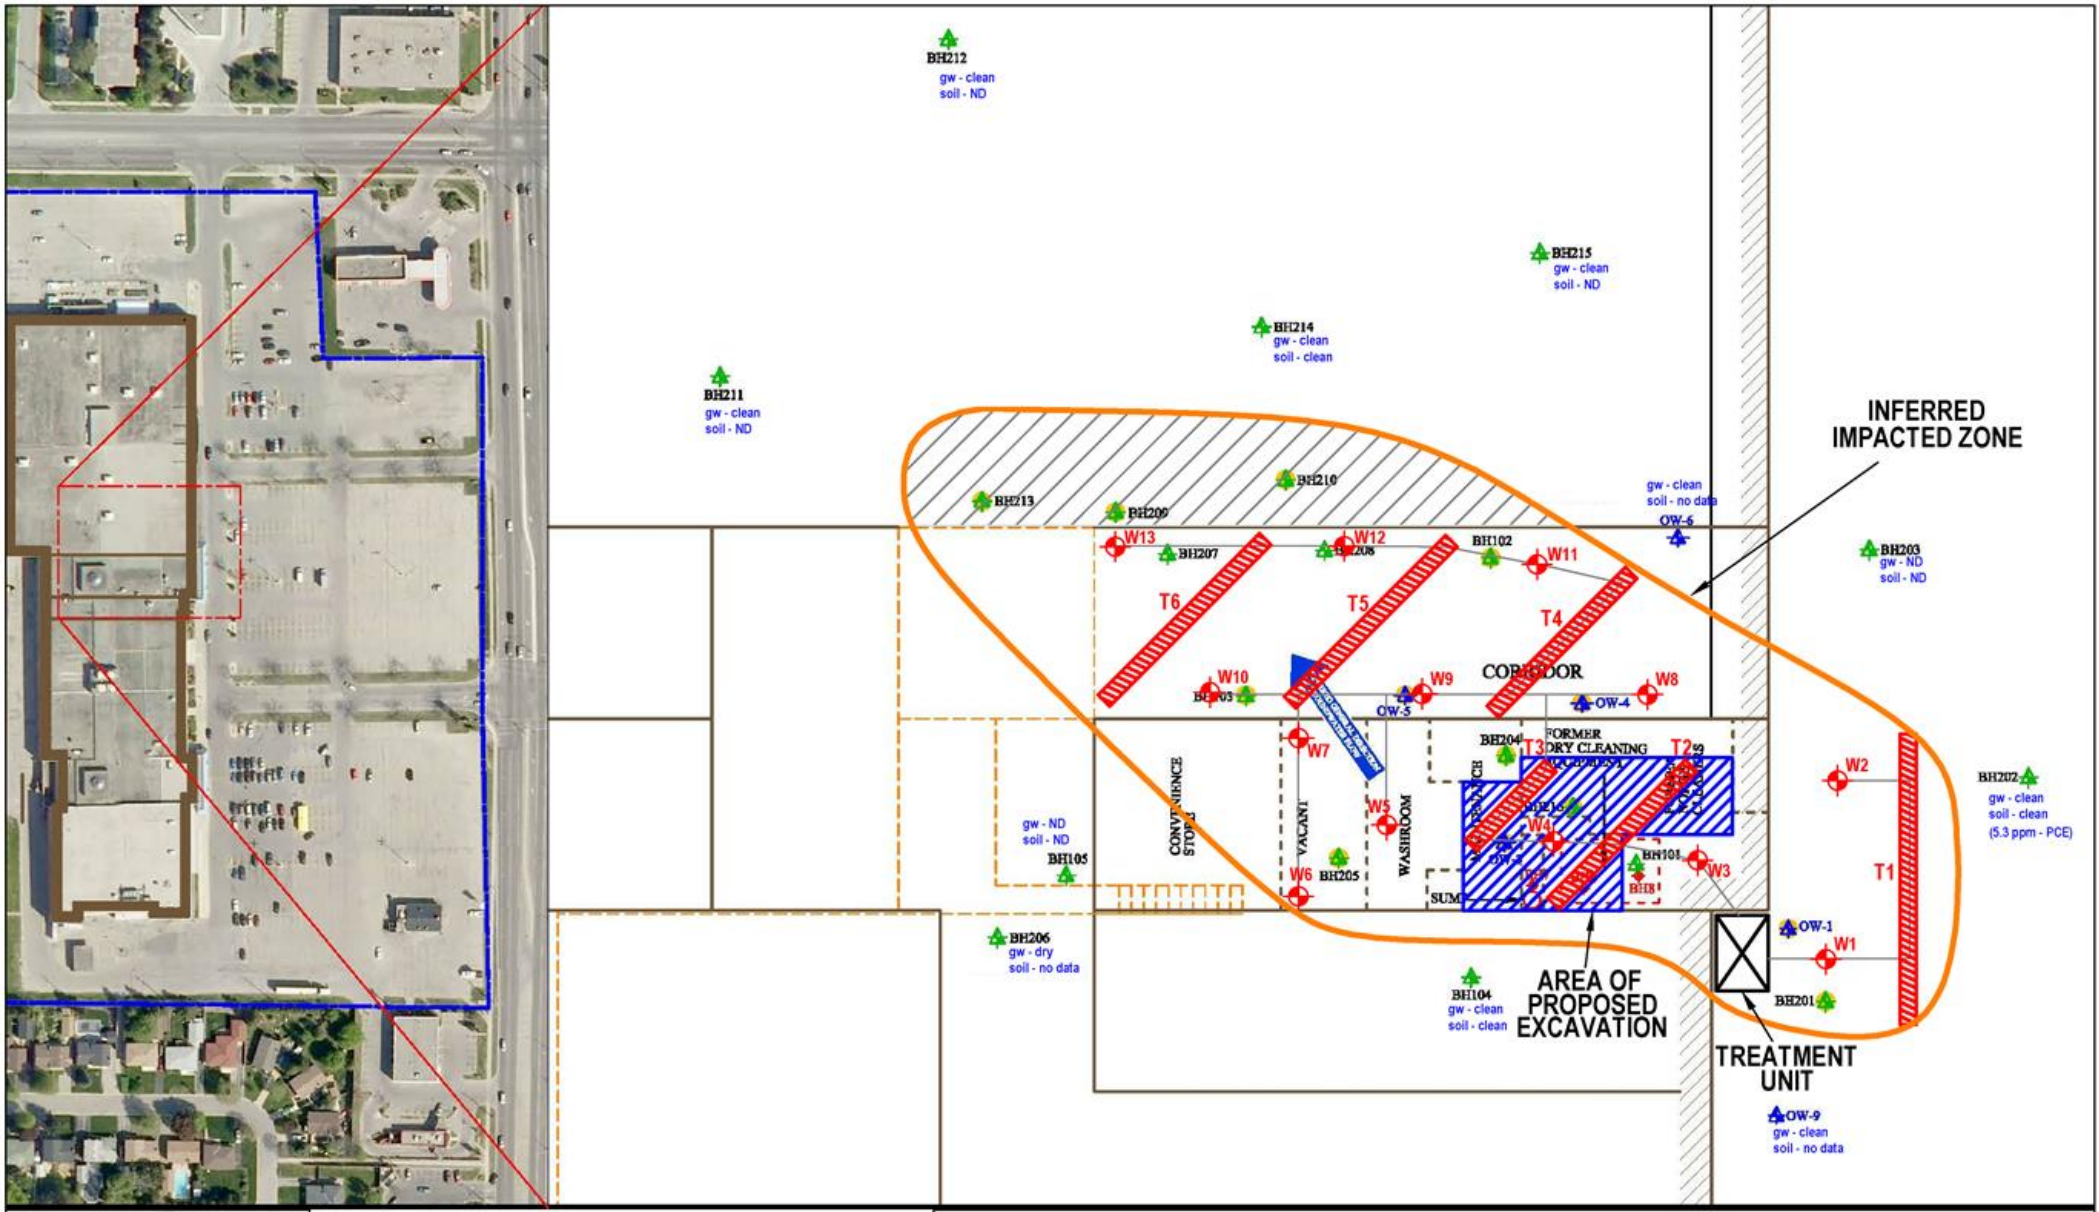 BH212
gw - clean
soil - ND
BH215
gw - clean
soil - ND
BH214
gw - clean
soil - clean
BH211
gw - clean
soil - ND
INFERRED
IMPACTED ZONE
BH210
BH213
BH209
gw - clean
soil - no data
OW-6
W13
BH207
W12
BH208
BH102
W11
BH203
gw - ND
soil - ND
T6
T5
T4
CORRIDOR
W10
W9
W8
OW-5
OW-4
W7
BH204
T3
FORMER
DRY CLEANING
EQUIPMENT
T2
W2
BH202
gw - clean
soil - clean
(5.3 ppm - PCE)
CONVENIENCE
STORE
VACANT
W5
WASHROOM
W4
gw - ND
soil - ND
BH105
BH205
BH101
W3
BH8
T1
W6
SUM
BH206
gw - dry
soil - no data
OW-1
W1
BH201
BH104
gw - clean
soil - clean
AREA OF
PROPOSED
EXCAVATION
TREATMENT
UNIT
OW-9
gw - clean
soil - no data